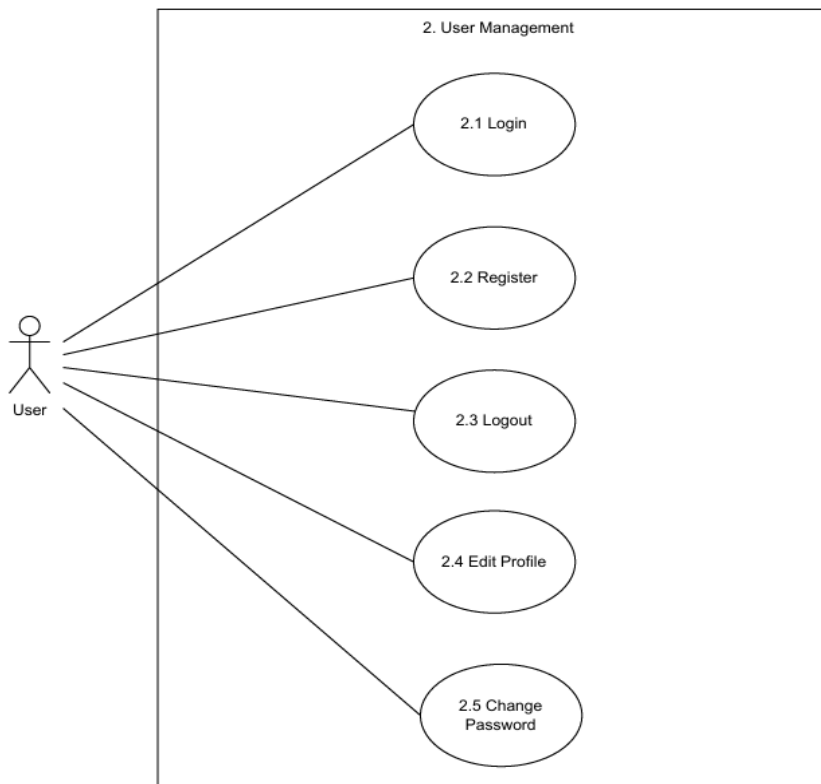 2. User Management
2.1 Login
2.2 Register
User
2.3 Logout
2.4 Edit Profile
2.5 Change
Password